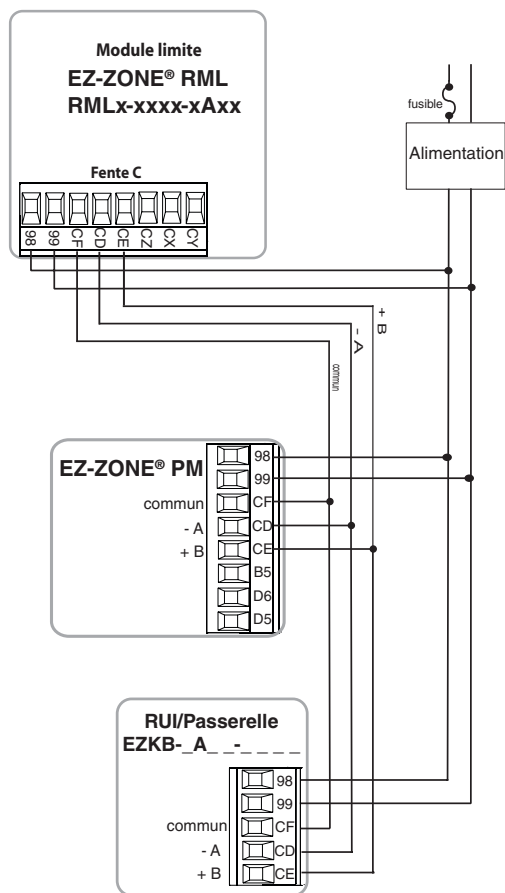 Module limite
EZ-ZONE® RML
RMLx-xxxx-xAxx
Fente C
98
99
CF
CD
CE
CZ
CX
CY
fusible
Alimentation
+ B
- A
commun
EZ-ZONE® PM
commun
- A
+ B
98
99
CF
CD
CE
B5
D6
D5
RUI/Passerelle
EZKB-_A_ _-_ _ _ _
commun
- A
+ B
98
99
CF
CD
CE